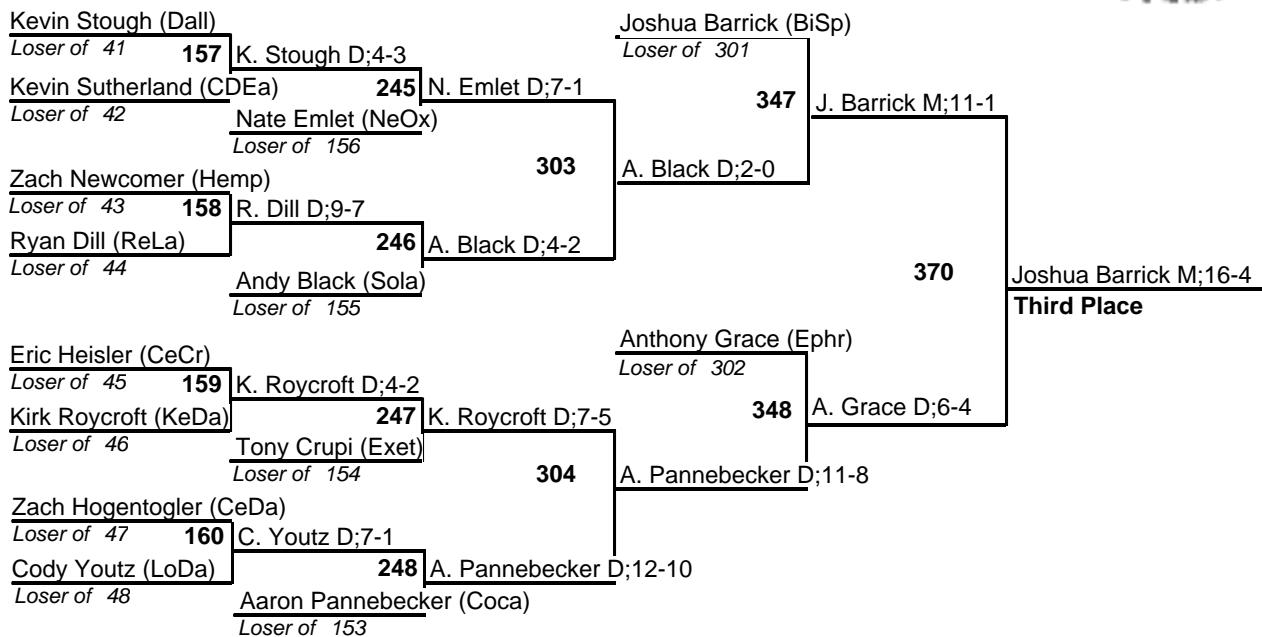 Kevin Stough (Dall)
Loser of 41
157
K. Stough D;4-3
Kevin Sutherland (CDEa)
Loser of 42
245
N. Emlet D;7-1
Nate Emlet (NeOx)
Loser of 156
Zach Newcomer (Hemp)
Loser of 43
158
R. Dill D;9-7
Ryan Dill (ReLa)
Loser of 44
246
A. Black D;4-2
Andy Black (Sola)
Loser of 155
303
A. Black D;2-0
Joshua Barrick (BiSp)
Loser of 301
347
J. Barrick M;11-1
Eric Heisler (CeCr)
Loser of 45
159
K. Roycroft D;4-2
Kirk Roycroft (KeDa)
Loser of 46
247
K. Roycroft D;7-5
Tony Crupi (Exet)
Loser of 154
Zach Hogentogler (CeDa)
Loser of 47
160
C. Youtz D;7-1
Cody Youtz (LoDa)
Loser of 48
248
A. Pannebecker D;12-10
Aaron Pannebecker (Coca)
Loser of 153
304
A. Pannebecker D;11-8
Anthony Grace (Ephr)
Loser of 302
348
A. Grace D;6-4
370
Joshua Barrick M;16-4
Third Place